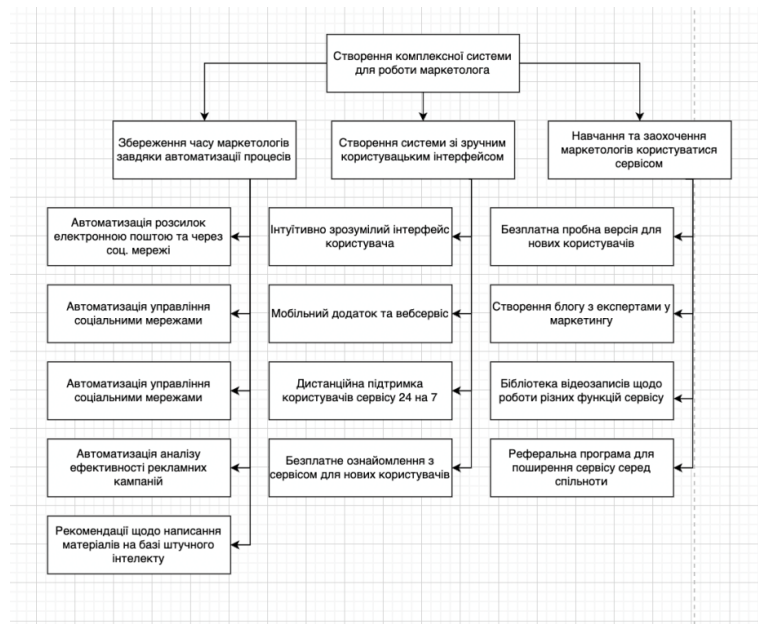 Створення комплексної системи
для роботи маркетолога
Збереження часу маркетологів
завдяки автоматизації процесів
Створення системи зі зручним
користувацьким інтерфейсом
Навчання та заохочення
маркетологів користуватися
сервісом
Автоматизація розсилок
електронною поштою та через
соц. мережі
Інтуїтивно зрозумілий інтерфейс
користувача
Безплатна пробна версія для
нових користувачів
Автоматизація управління
соціальними мережами
Мобільний додаток та вебсервіс
Створення блогу з експертами у
маркетингу
Автоматизація управління
соціальними мережами
Дистанційна підтримка
користувачів сервісу 24 на 7
Бібліотека відеозаписів щодо
роботи різних функцій сервісу
Автоматизація аналізу
ефективності рекламних
кампаній
Безплатне ознайомлення з
сервісом для нових користувачів
Реферальна програма для
поширення сервісу серед
спільноти
Рекомендації щодо написання
матеріалів на базі штучного
інтелекту